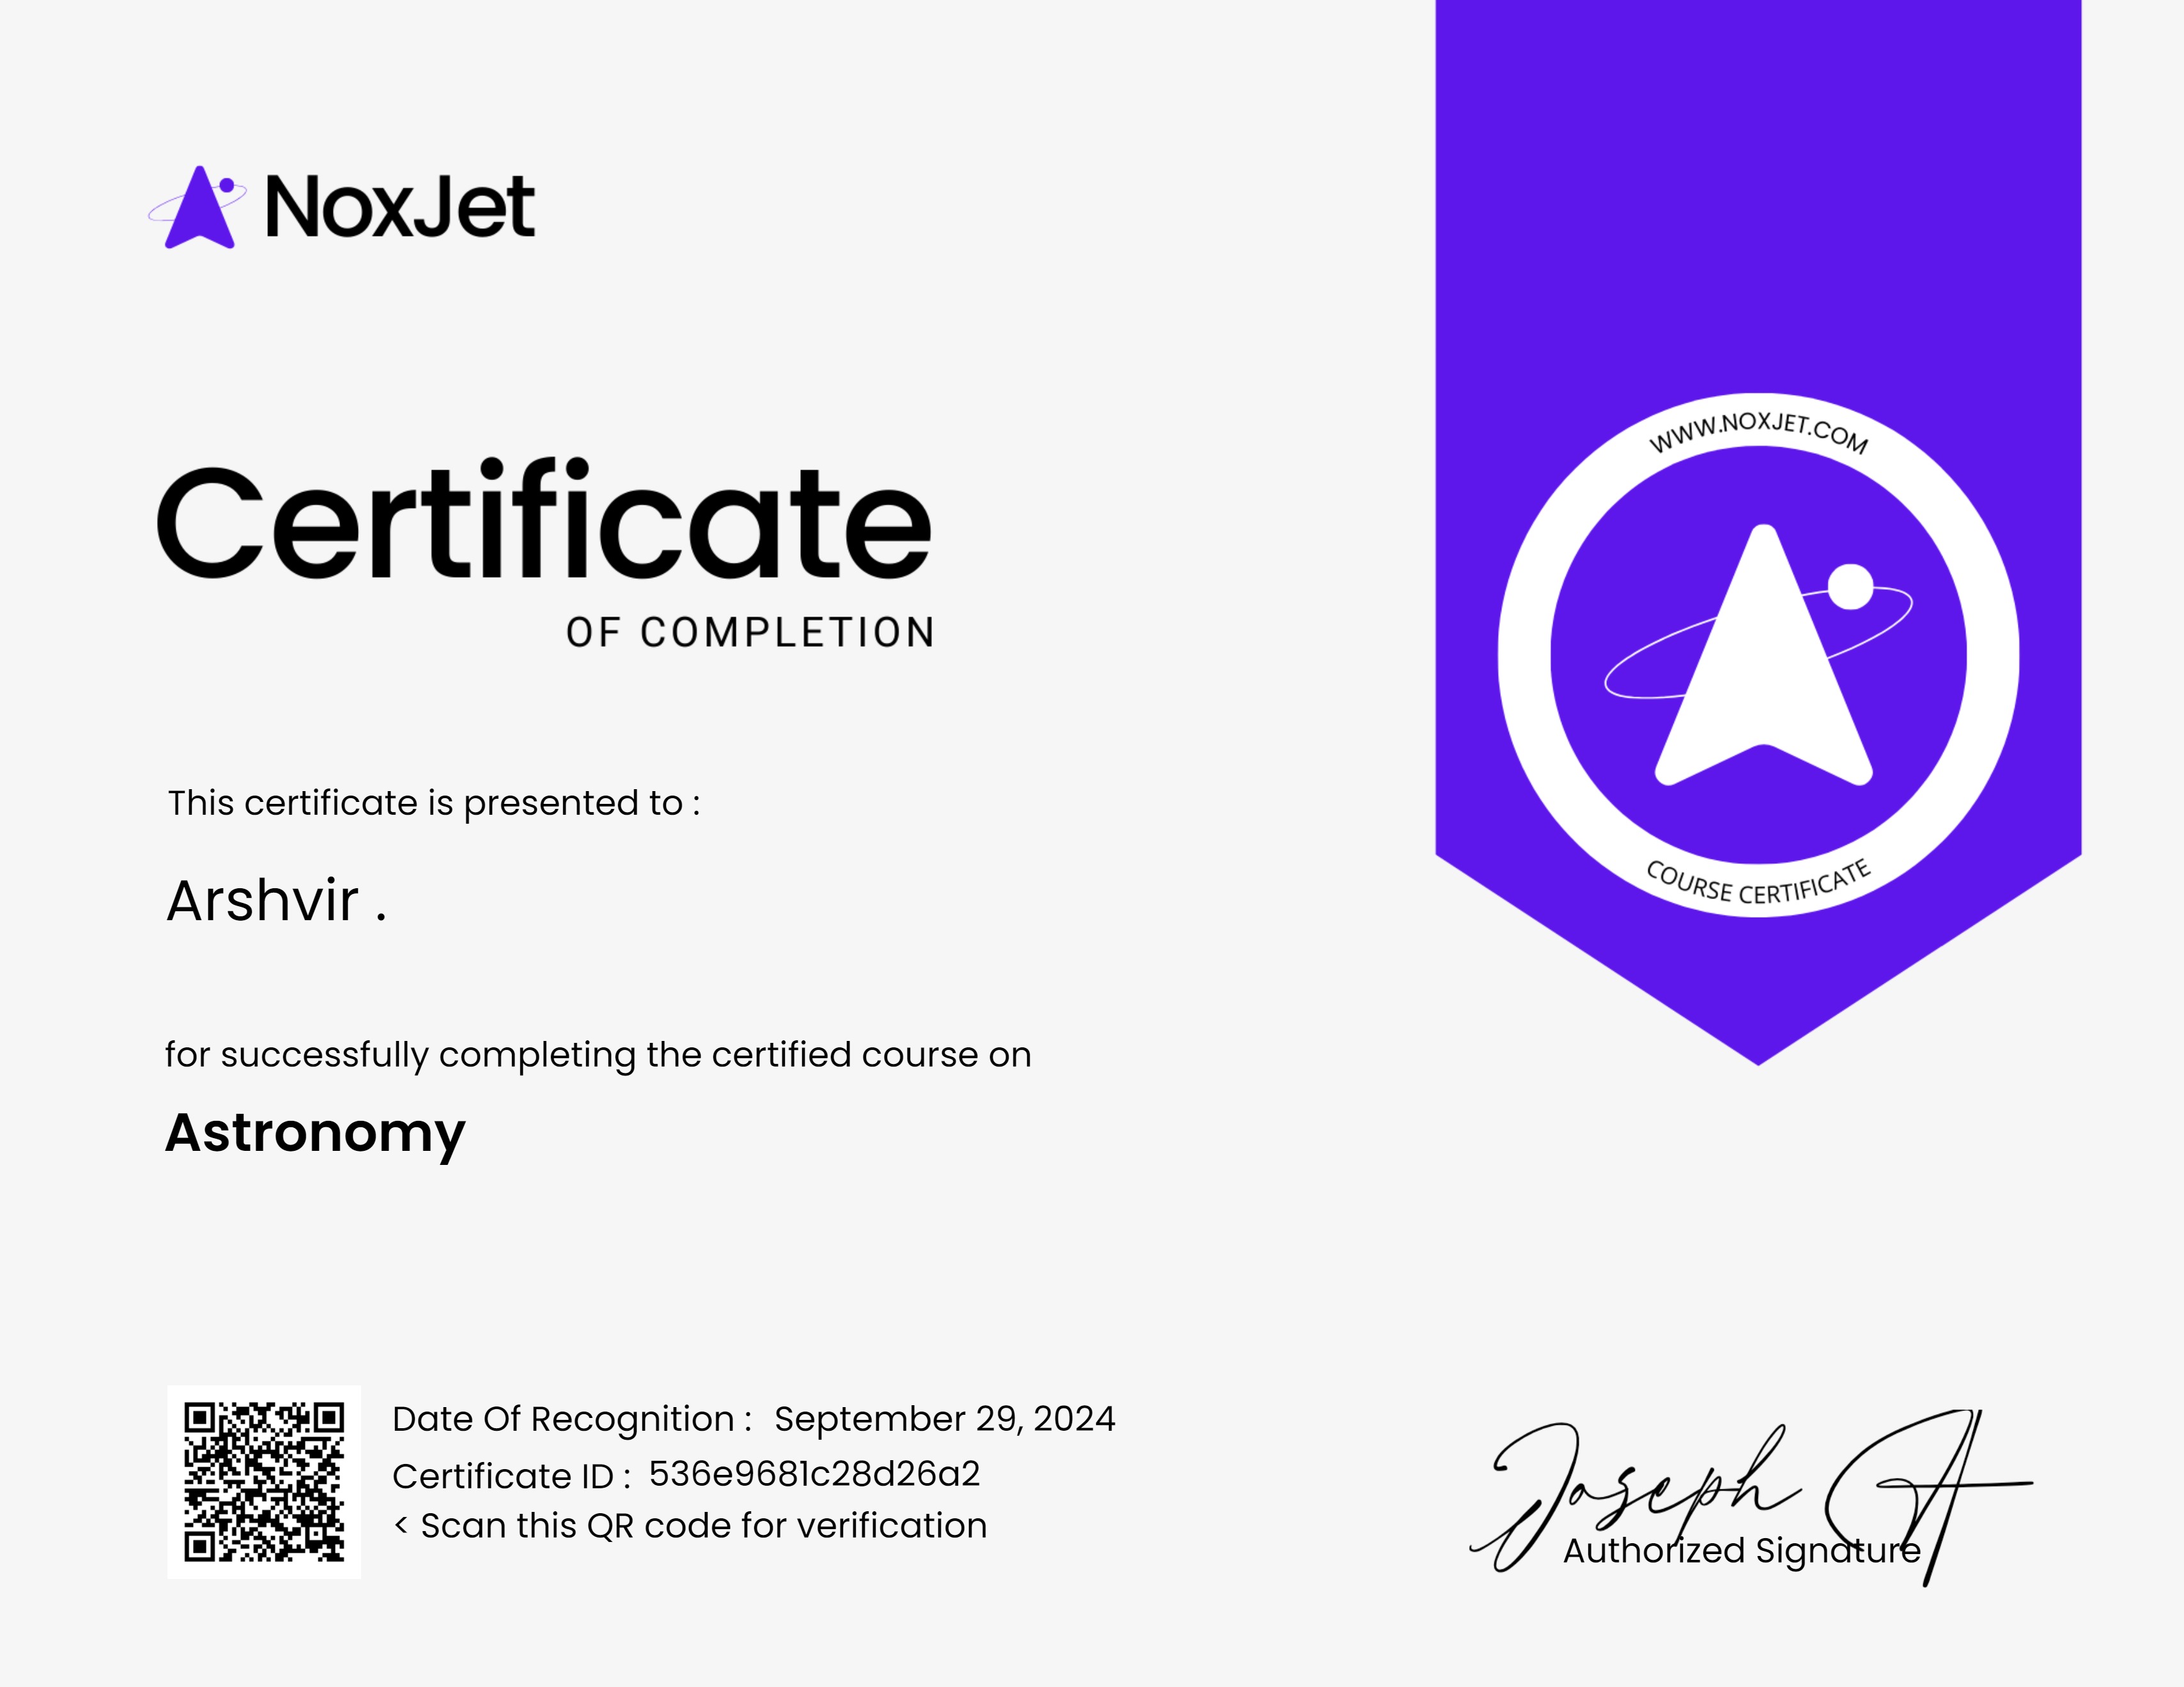 NoxJet
WWW.NOXJET.COM
Certificate
OF COMPLETION
This certificate is presented to :
Arshvir .
COURSE CERTIFICATE
for successfully completing the certified course on
Astronomy
Date Of Recognition : September 29, 2024
Certificate ID : 536e9681c28d26a2
< Scan this QR code for verification
Joseph A
Authorized Signature